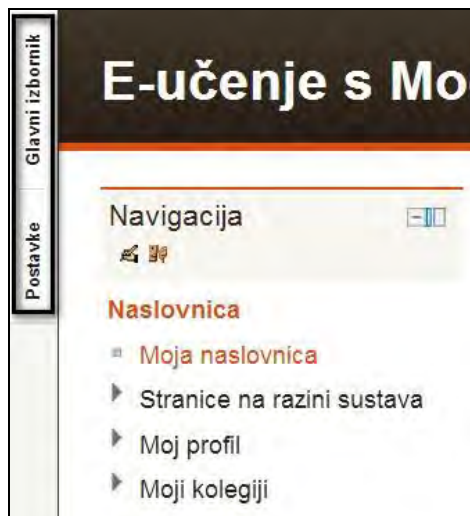 Glavni izbornik
Postavke
E-učenje s Mo
Navigacija
Naslovnica
Moja naslovnica
Stranice na razini sustava
Moj profil
Moji kolegiji